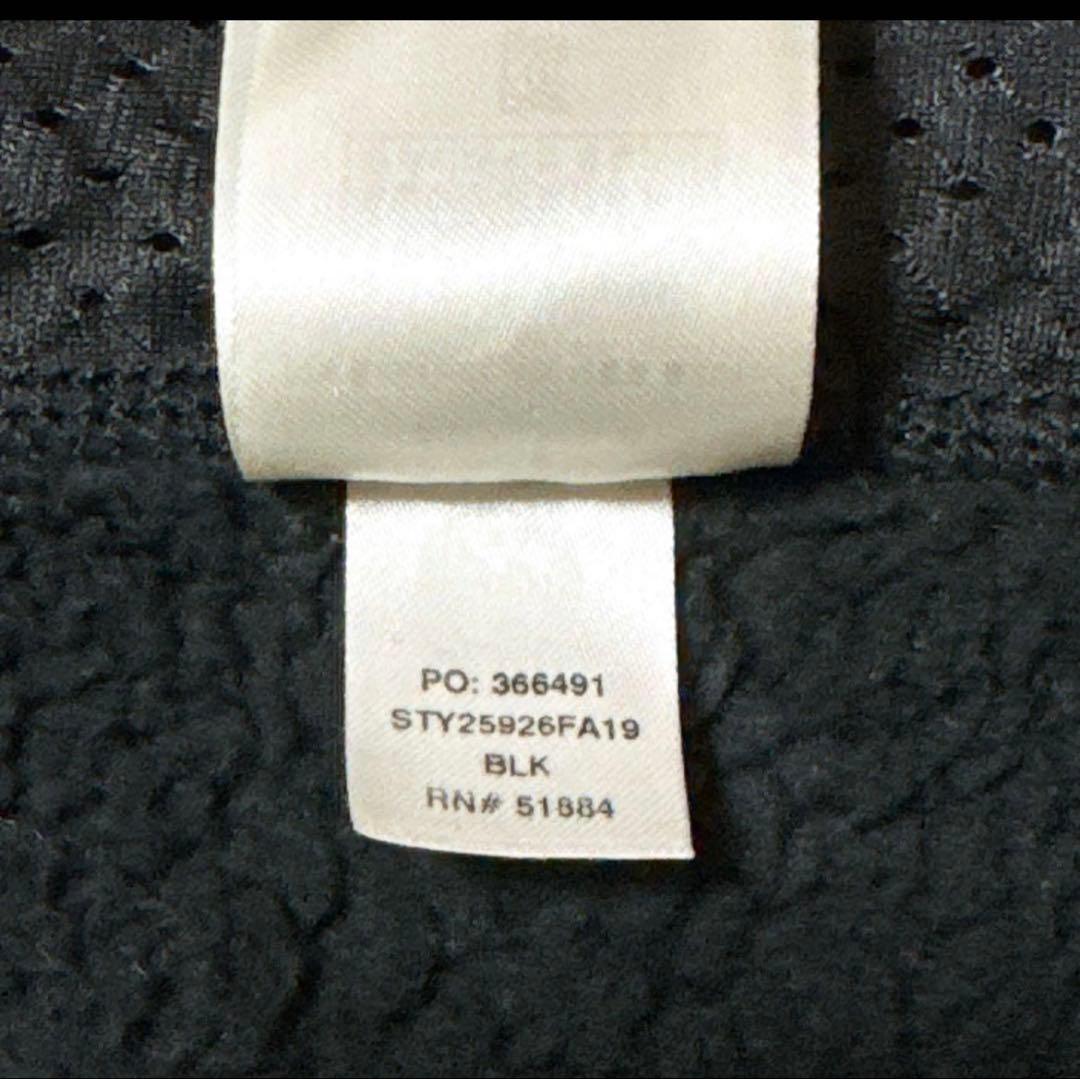 PO: 366491
STY25926FA19
BLK
RN# 51884